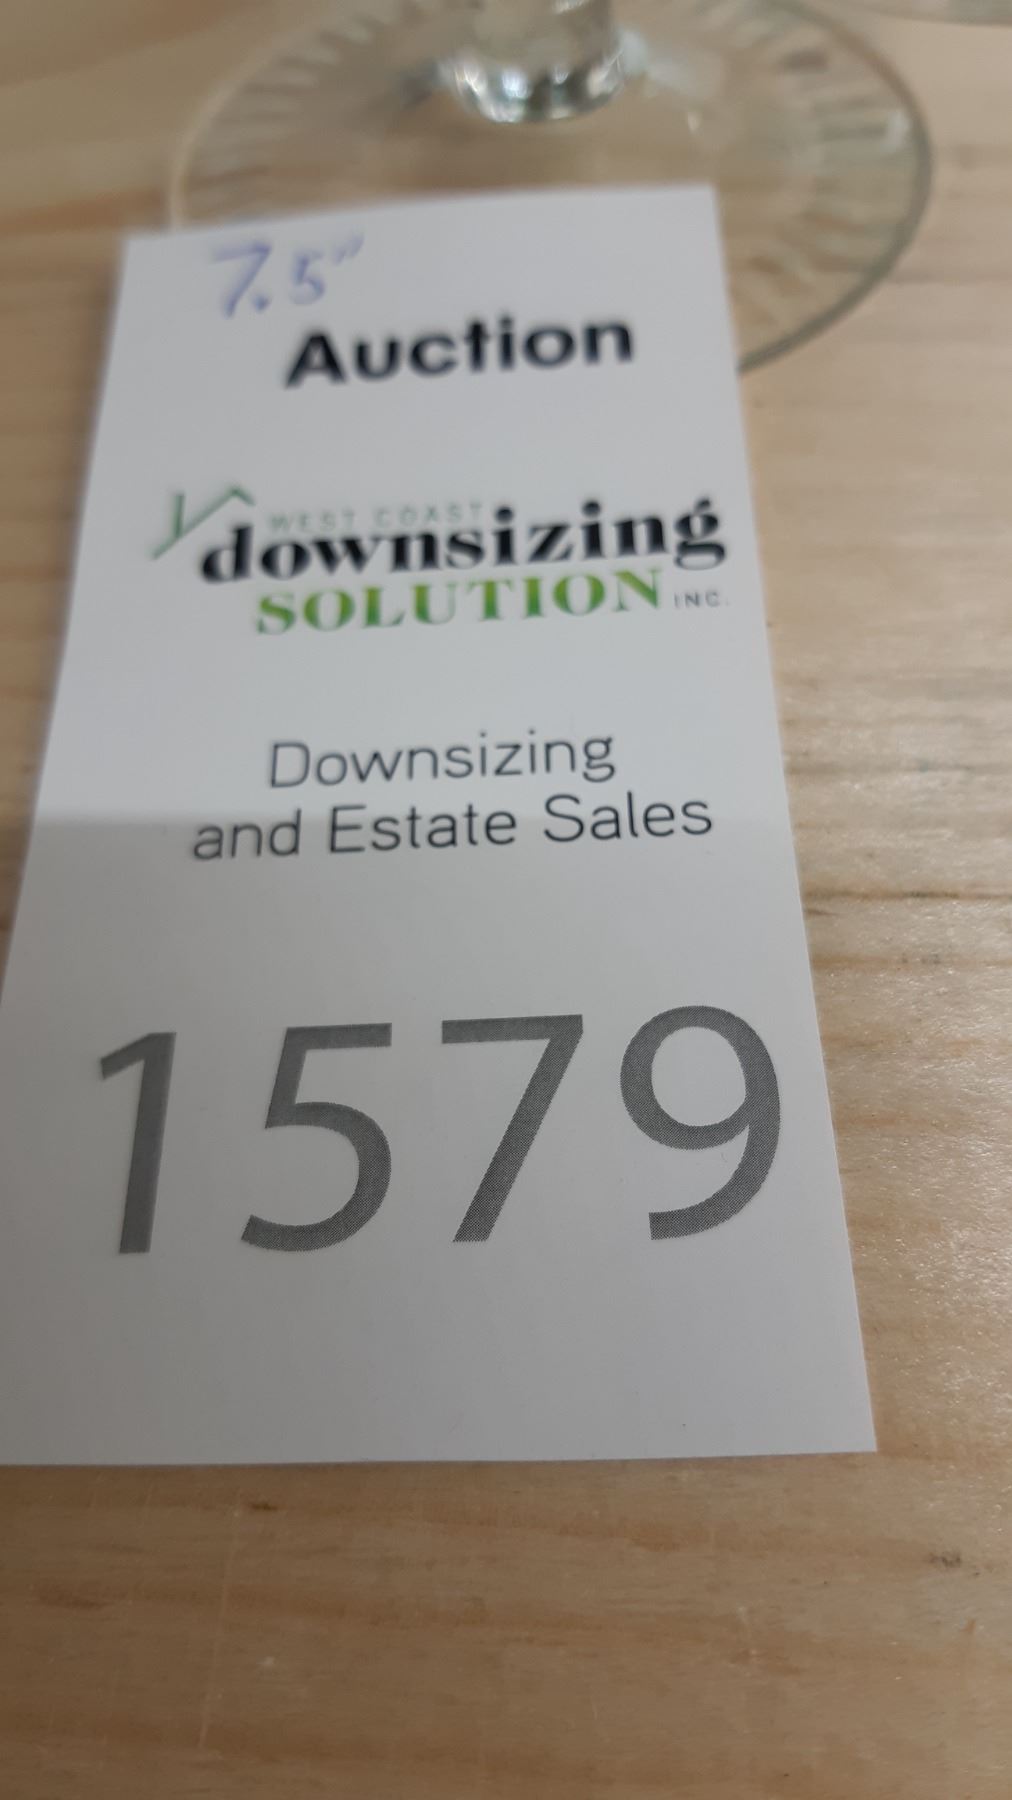 7.5"
Auction
WEST COAST
downsizing
SOLUTION INC.
Downsizing
and Estate Sales
1579